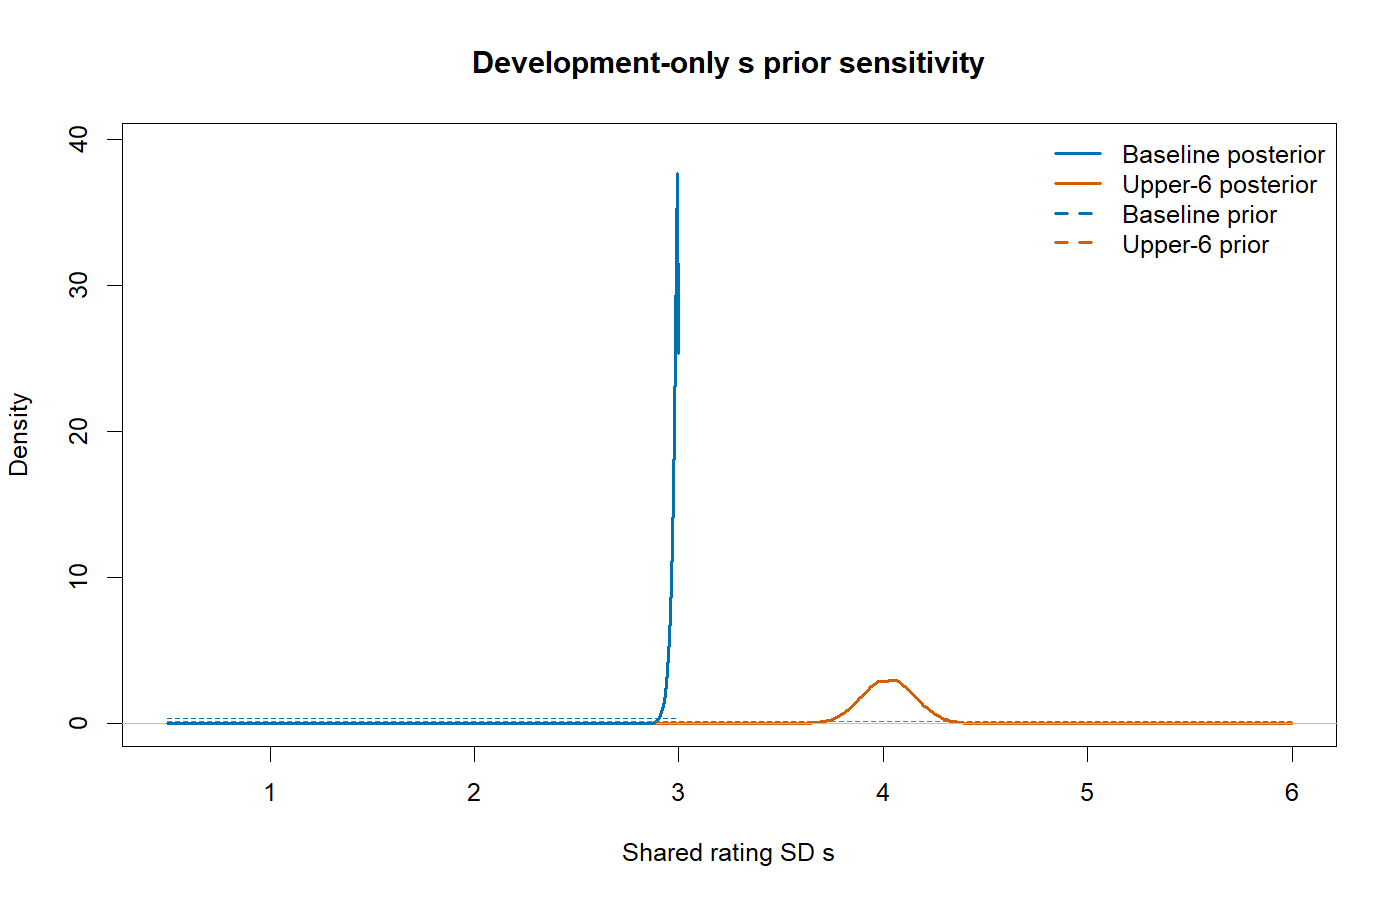 Development-only s prior sensitivity
Baseline posterior
Upper-6 posterior
Baseline prior
Upper-6 prior
Density
40
30
20
10
0
1 2 3 4 5 6
Shared rating SD s